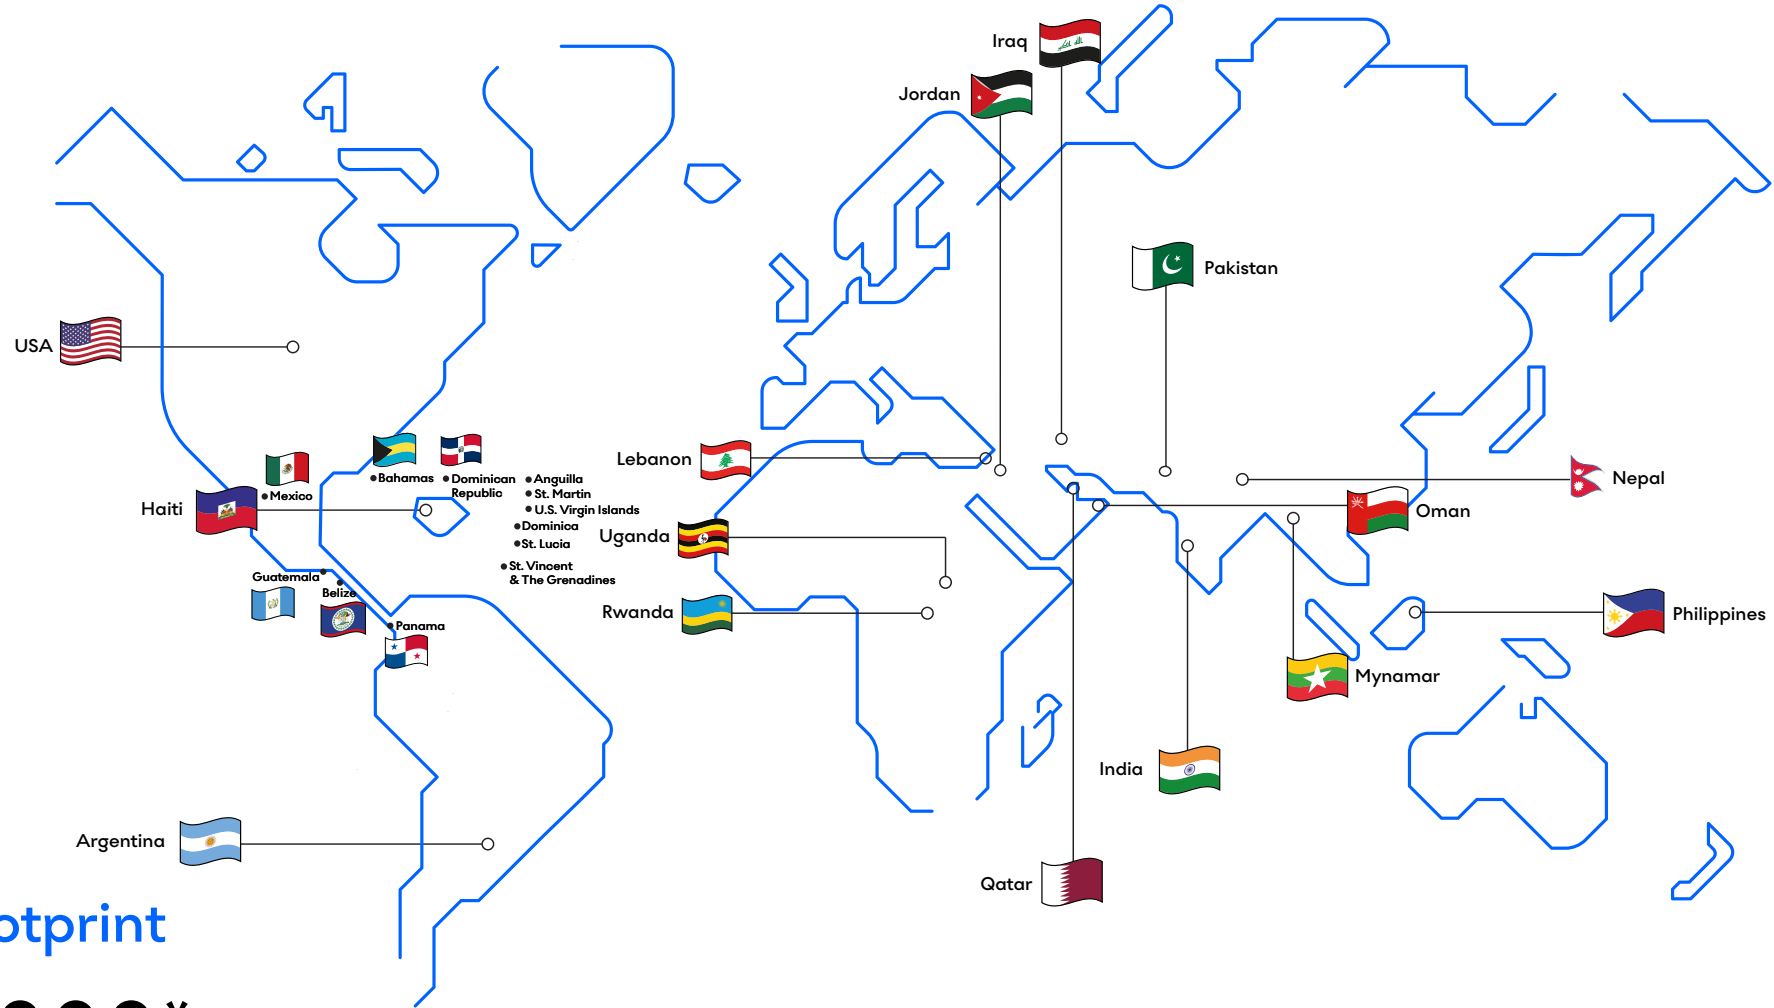 Iraq
Jordan
Pakistan
USA
Bahamas
Dominican
Republic
Anguilla
St. Martin
U.S. Virgin Islands
Dominica
St. Lucia
St. Vincent
& The Grenadines
Mexico
Haiti
Lebanon
Nepal
Oman
Uganda
Guatemala
Belize
Rwanda
Panama
Philippines
Mynamar
India
Argentina
Qatar
otprint